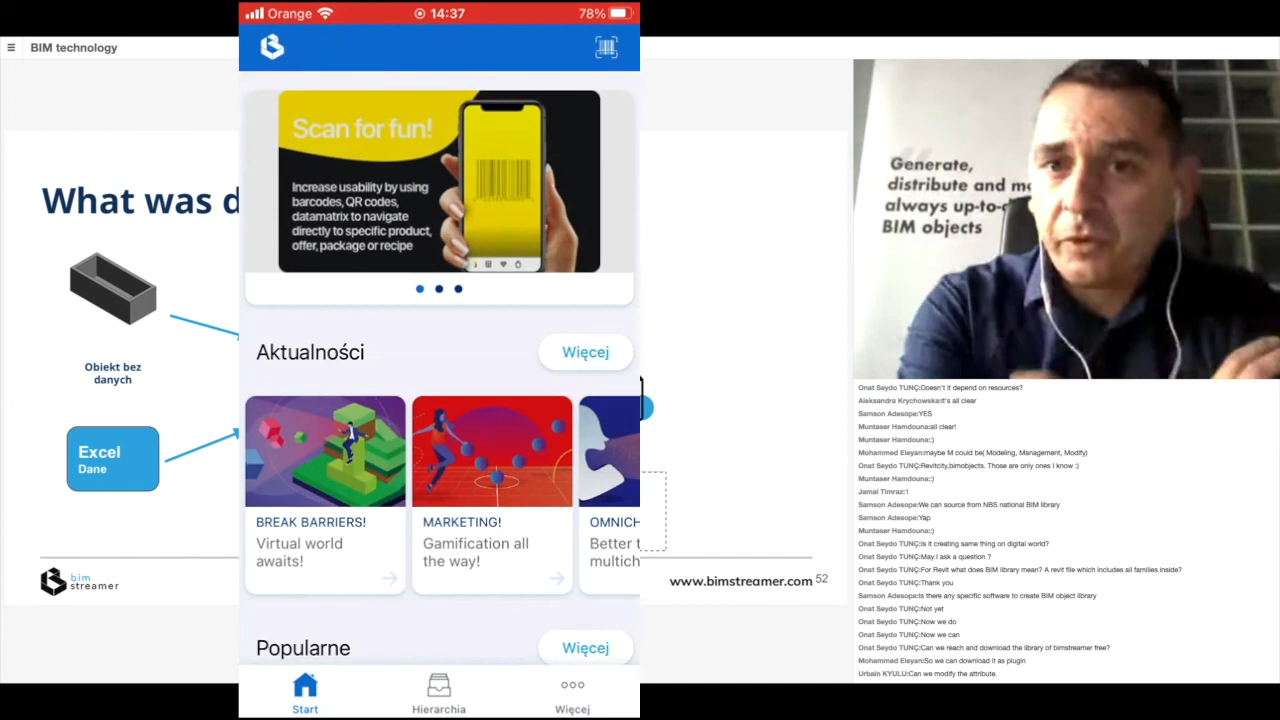 Orange
14:37
78%
BIM technology
Scan for fun!
Increase usability by using
barcodes, QR codes,
datamatrix to navigate
directly to specific product,
offer, package or recipe
What was d
Obiekt bez
danych
Excel
Dane
Aktualności
Więcej
BREAK BARRIERS!
Virtual world
awaits!
MARKETING!
Gamification all
the way!
OMNICH
Better t
multich
Popularne
Więcej
Start
Hierarchia
Więcej
bim
streamer
www.bimstreamer.com
52
Generate,
distribute and m
always up-to-
BIM objects
Onat Seydo TUNÇ:Doesn't it depend on resources?
Aleksandra Krychowska:it's all clear
Samson Adesope:YES
Muntaser Hamdouna:all clear!
Muntaser Hamdouna::)
Mohammed Eleyan:maybe M could be( Modeling, Management, Modify)
Onat Seydo TUNÇ:Revitcity,bimobjects. Those are only ones I know :)
Muntaser Hamdouna::)
Jamal Timraz:1
Samson Adesope:We can source from NBS national BIM library
Samson Adesope:Yap
Muntaser Hamdouna::)
Onat Seydo TUNÇ:Is it creating same thing on digital world?
Onat Seydo TUNÇ:May I ask a question ?
Onat Seydo TUNÇ:For Revit what does BIM library mean? A revit file which includes all families inside?
Onat Seydo TUNÇ:Thank you
Samson Adesope:Is there any specific software to create BIM object library
Onat Seydo TUNÇ:Not yet
Onat Seydo TUNÇ:Now we do
Onat Seydo TUNÇ:Now we can
Onat Seydo TUNÇ:Can we reach and download the library of bimstreamer free?
Mohammed Eleyan:So we can download it as plugin
Urbain KYULU:Can we modify the attribute.